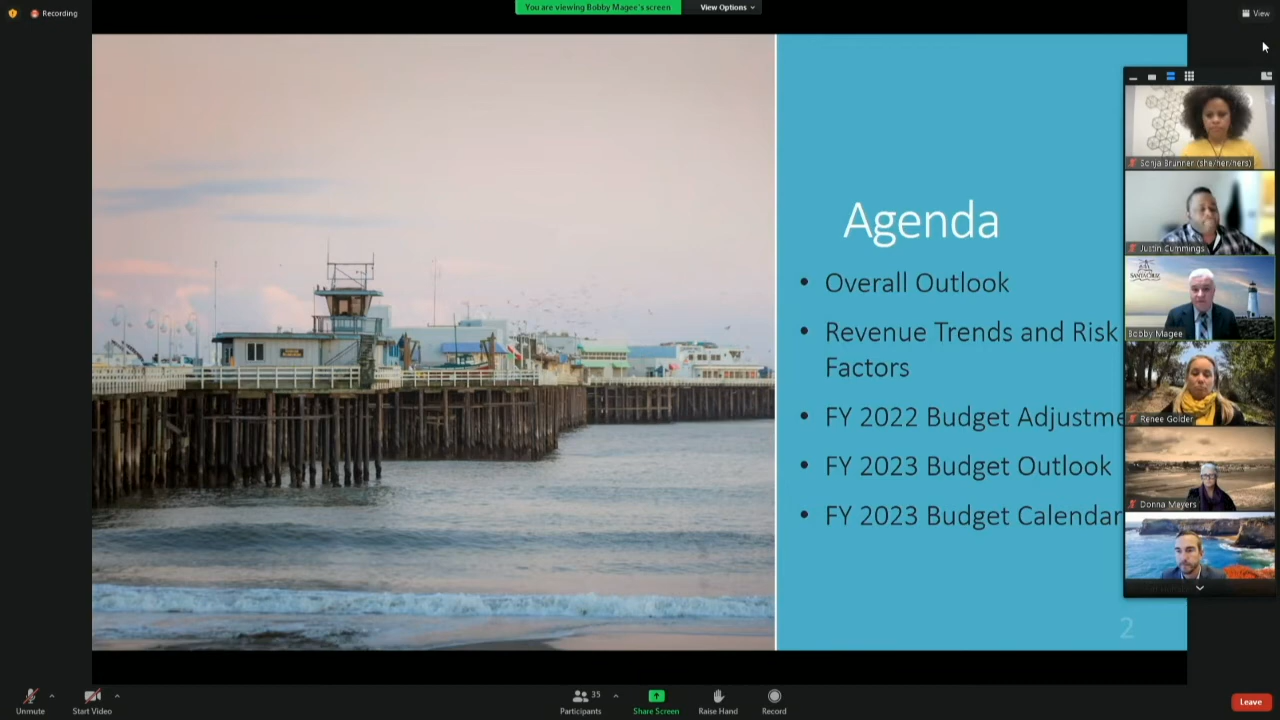 Recording
You are viewing Bobby Magee's screen
View Options
View
Agenda
• Overall Outlook
• Revenue Trends and Risk
Factors
• FY 2022 Budget Adjustme
• FY 2023 Budget Outlook
• FY 2023 Budget Calendar
2
Sonja Brunner (she/her/hers)
Justin Cummings
SANTA CRUZ
Bobby Magee
Renee Golder
Donna Meyers
Unmute
Start Video
35
Participants
Share Screen
Raise Hand
Record
Leave